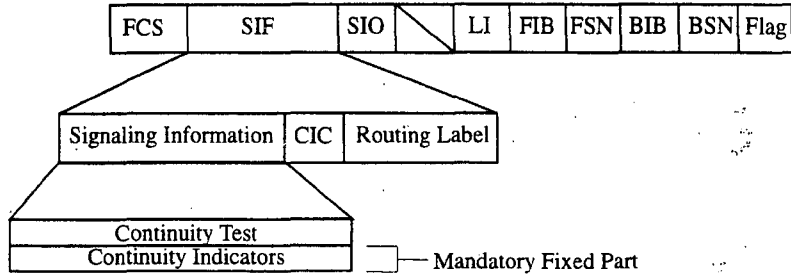 FCS SIF SIO LI FIB FSN BIB BSN Flag
Signaling Information CIC Routing Label
Continuity Test
Continuity Indicators
Mandatory Fixed Part